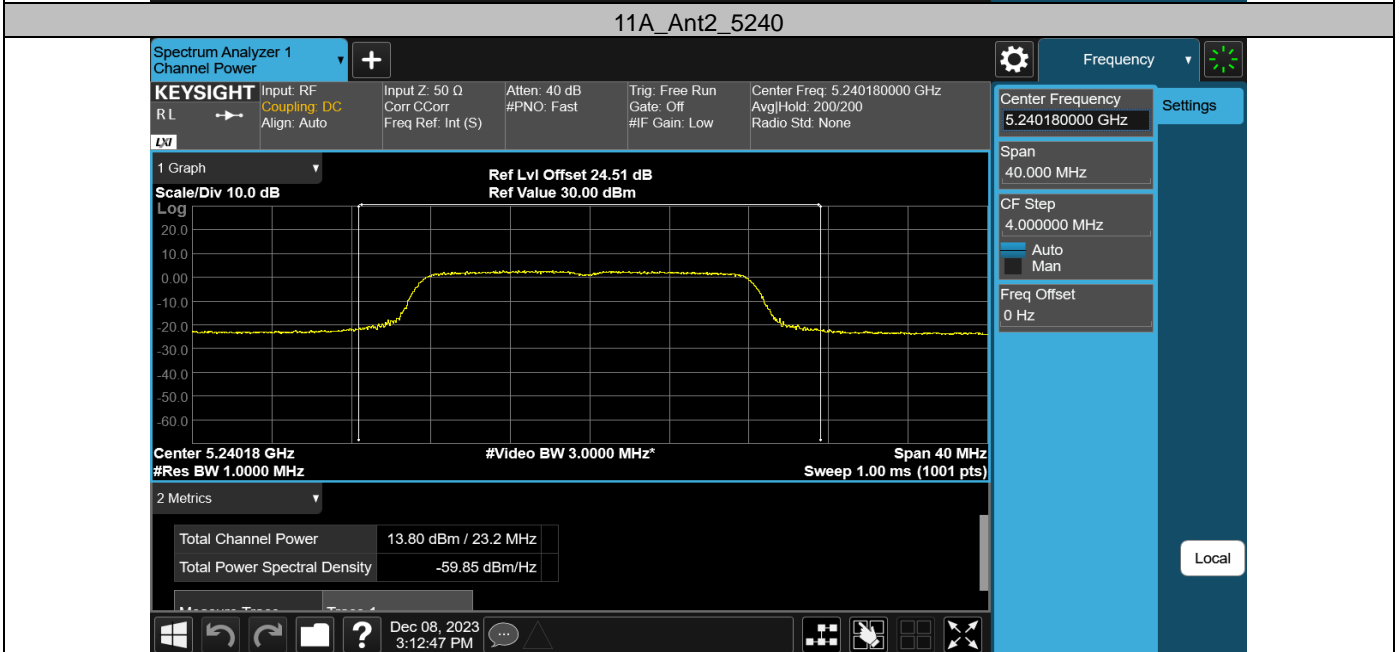 11A_Ant2_5240
Spectrum Analyzer 1
Channel Power
+
Frequency
KEYSIGHT
R L
LXI
Input: RF
Coupling: DC
Align: Auto
Input Z: 50 Ω
Corr CCorr
Freq Ref: Int (S)
Atten: 40 dB
#PNO: Fast
Trig: Free Run
Gate: Off
#IF Gain: Low
Center Freq: 5.240180000 GHz
Avg|Hold: 200/200
Radio Std: None
Center Frequency
5.240180000 GHz
Settings
Span
40.000 MHz
CF Step
4.000000 MHz
Auto
Man
Freq Offset
0 Hz
Local
1 Graph
Scale/Div 10.0 dB
Ref Lvl Offset 24.51 dB
Ref Value 30.00 dBm
Log
20.0
10.0
0.00
-10.0
-20.0
-30.0
-40.0
-50.0
-60.0
Center 5.24018 GHz
#Video BW 3.0000 MHz*
Span 40 MHz
#Res BW 1.0000 MHz
Sweep 1.00 ms (1001 pts)
2 Metrics
Total Channel Power 13.80 dBm / 23.2 MHz
Total Power Spectral Density -59.85 dBm/Hz
Measure Trace Trace 1
?
Dec 08, 2023
3:12:47 PM